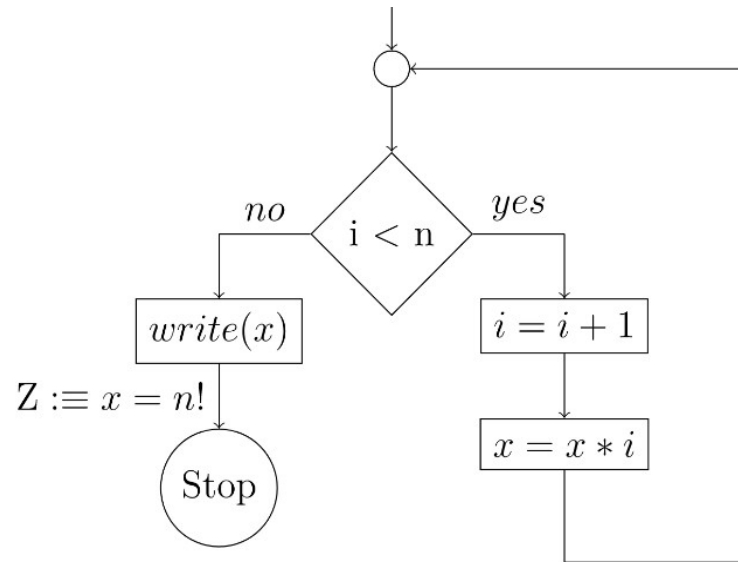 no
yes
i < n
write(x)
i = i + 1
Z :≡ x = n!
x = x ∗ i
Stop